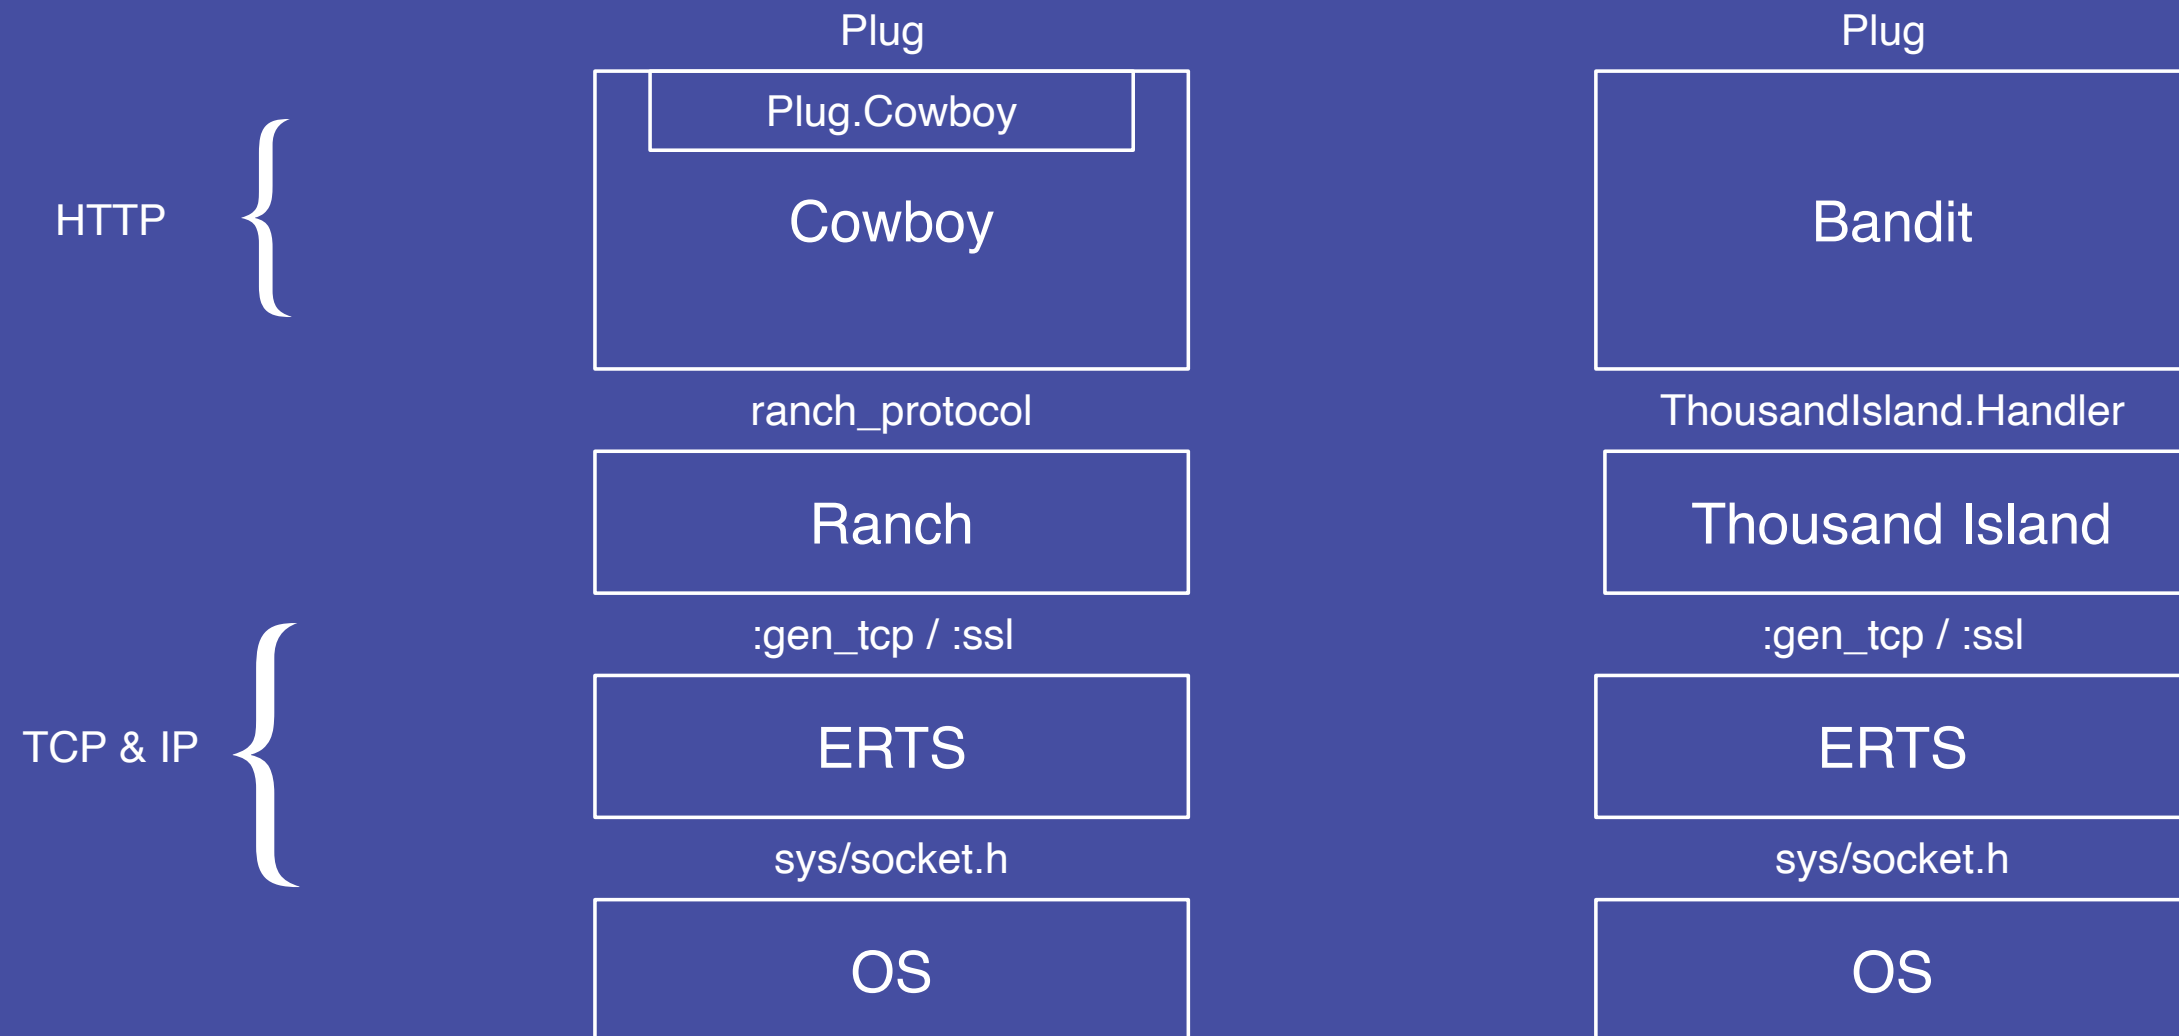 Plug
Plug
Plug.Cowboy
HTTP
Cowboy
Bandit
ranch_protocol
ThousandIsland.Handler
Ranch
Thousand Island
:gen_tcp / :ssl
:gen_tcp / :ssl
TCP & IP
ERTS
ERTS
sys/socket.h
sys/socket.h
OS
OS